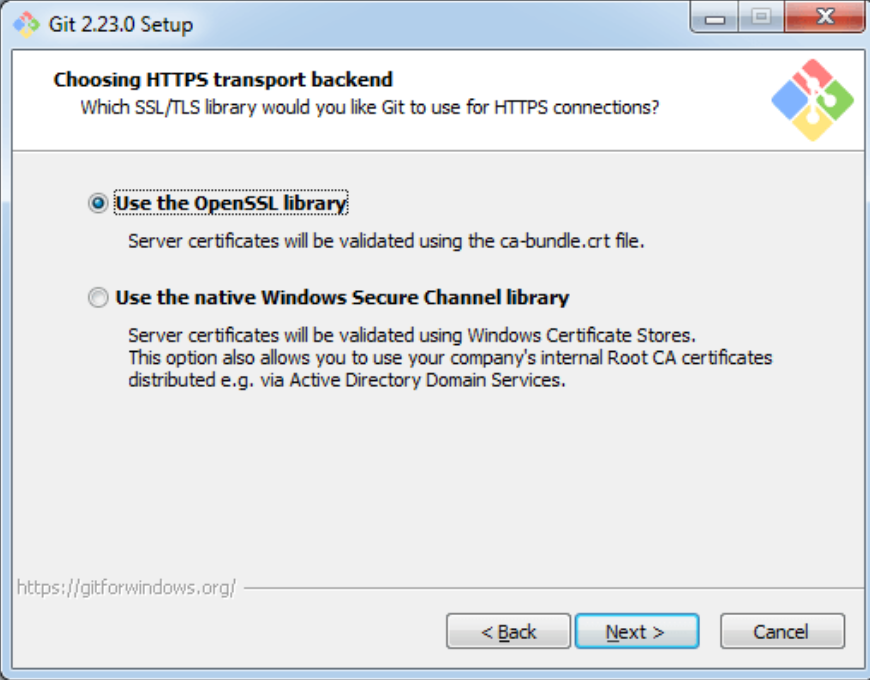 Git 2.23.0 Setup
Choosing HTTPS transport backend
Which SSL/TLS library would you like Git to use for HTTPS connections?
Use the OpenSSL library
Server certificates will be validated using the ca-bundle.crt file.
Use the native Windows Secure Channel library
Server certificates will be validated using Windows Certificate Stores.
This option also allows you to use your company's internal Root CA certificates
distributed e.g. via Active Directory Domain Services.
https://gitforwindows.org/
< Back
Next >
Cancel